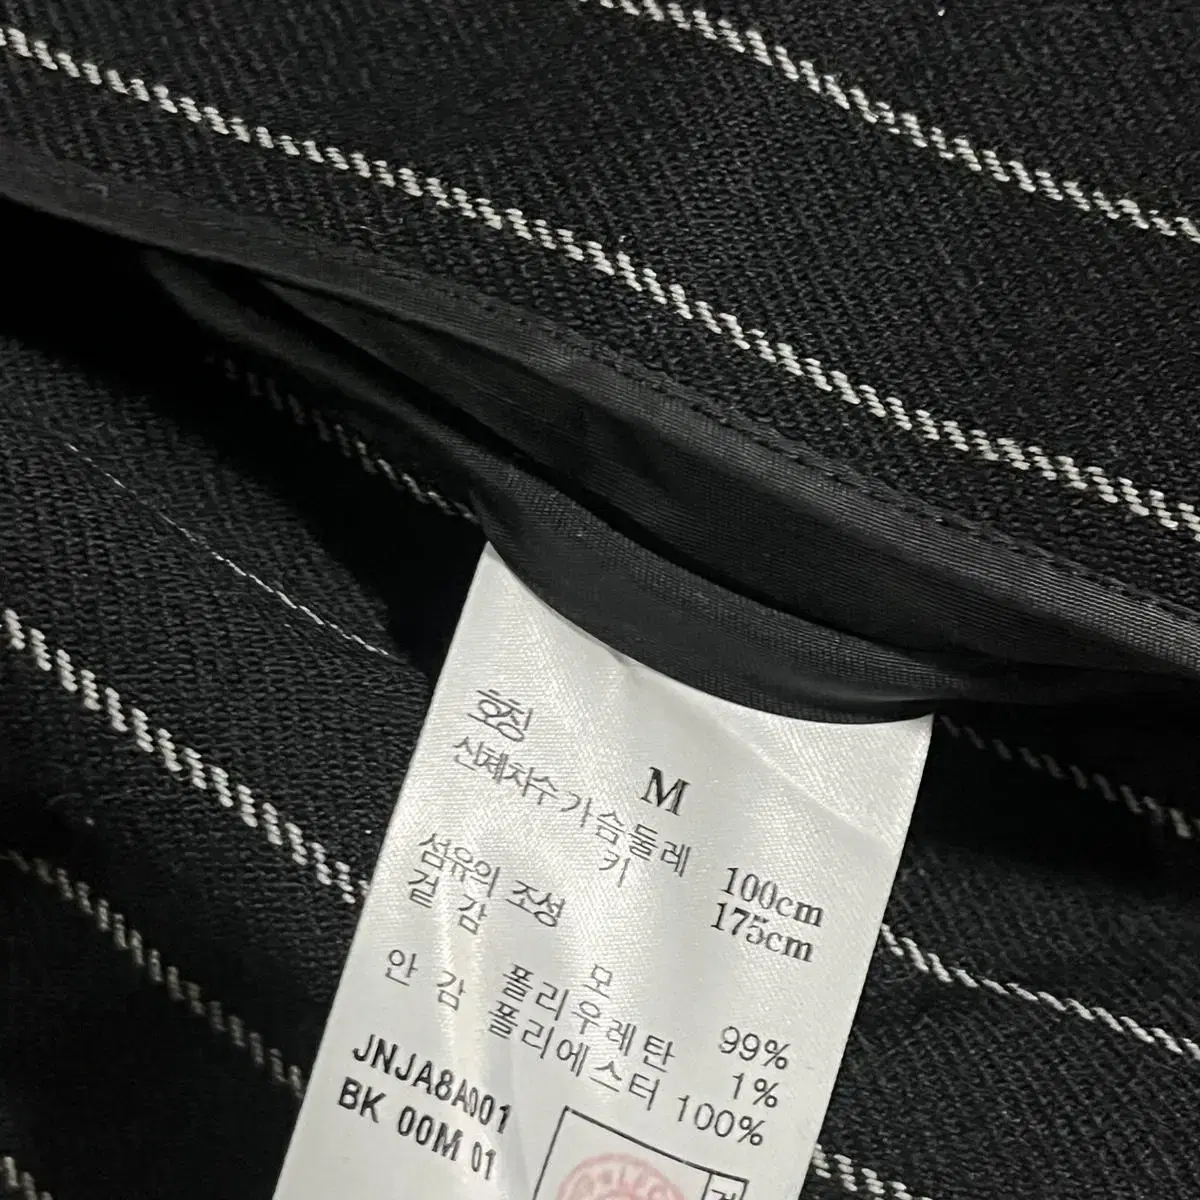 호칭 M
신체치수 가슴둘레 100cm
키 175cm
섬유의 조성
겉 감 모 99%
폴리우레탄 1%
안 감 폴리에스터 100%
JNJA8A001
BK 00M 01